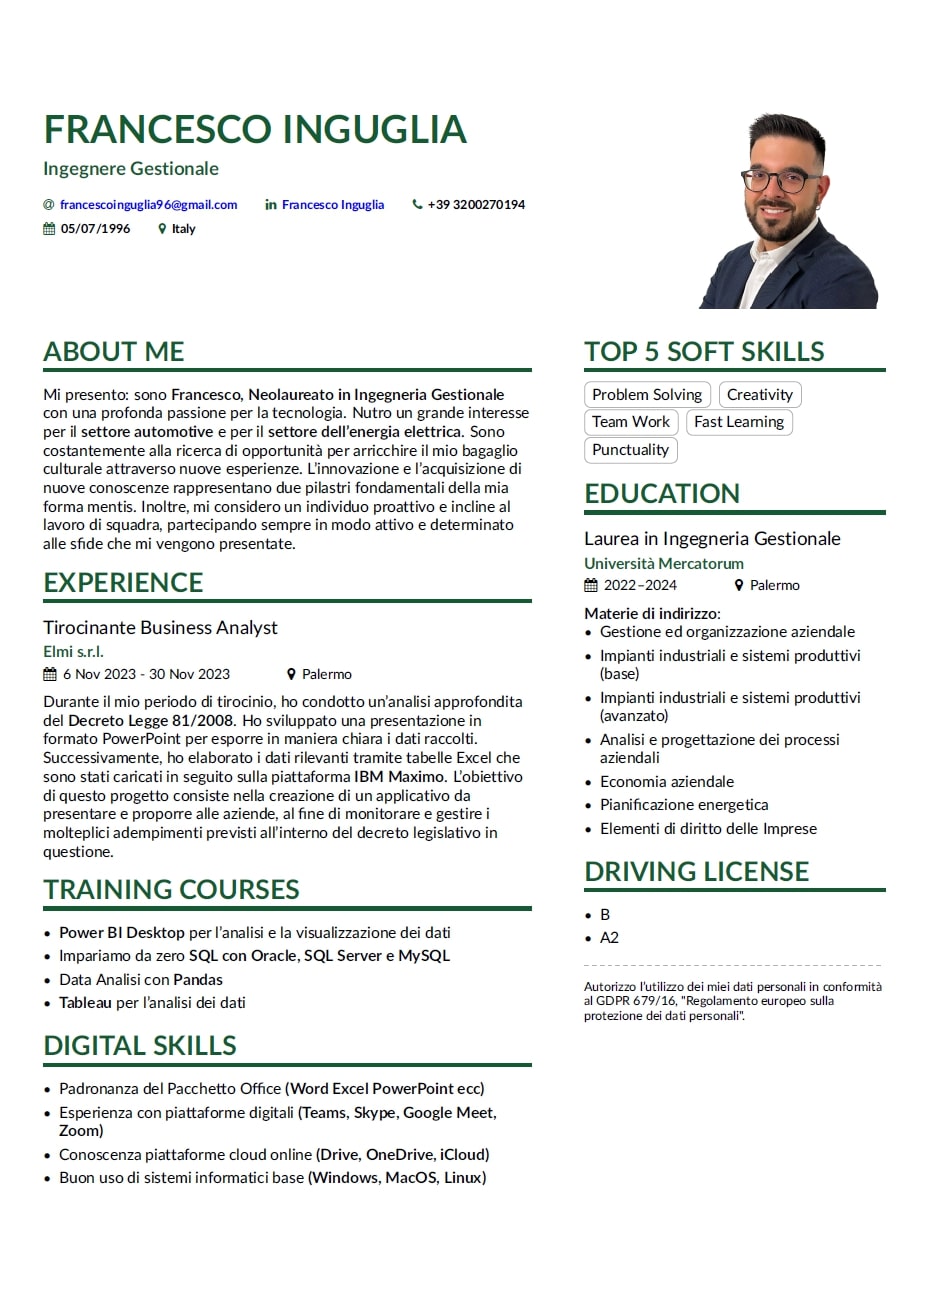 FRANCESCO INGUGLIA
Ingegnere Gestionale
francescoinguglia96@gmail.com Francesco Inguglia +39 3200270194
05/07/1996 Italy
ABOUT ME
Mi presento: sono Francesco, Neolaureato in Ingegneria Gestionale
con una profonda passione per la tecnologia. Nutro un grande interesse
per il settore automotive e per il settore dell'energia elettrica. Sono
costantemente alla ricerca di opportunità per arricchire il mio bagaglio
culturale attraverso nuove esperienze. L'innovazione e l'acquisizione di
nuove conoscenze rappresentano due pilastri fondamentali della mia
forma mentis. Inoltre, mi considero un individuo proattivo e incline al
lavoro di squadra, partecipando sempre in modo attivo e determinato
alle sfide che mi vengono presentate.
EXPERIENCE
Tirocinante Business Analyst
Elmi s.r.l.
6 Nov 2023 - 30 Nov 2023 Palermo
Durante il mio periodo di tirocinio, ho condotto un'analisi approfondita
del Decreto Legge 81/2008. Ho sviluppato una presentazione in
formato PowerPoint per esporre in maniera chiara i dati raccolti.
Successivamente, ho elaborato i dati rilevanti tramite tabelle Excel che
sono stati caricati in seguito sulla piattaforma IBM Maximo. L'obiettivo
di questo progetto consiste nella creazione di un applicativo da
presentare e proporre alle aziende, al fine di monitorare e gestire i
molteplici adempimenti previsti all'interno del decreto legislativo in
questione.
TRAINING COURSES
• Power BI Desktop per l'analisi e la visualizzazione dei dati
• Impariamo da zero SQL con Oracle, SQL Server e MySQL
• Data Analisi con Pandas
• Tableau per l'analisi dei dati
DIGITAL SKILLS
• Padronanza del Pacchetto Office (Word Excel PowerPoint ecc)
• Esperienza con piattaforme digitali (Teams, Skype, Google Meet,
Zoom)
• Conoscenza piattaforme cloud online (Drive, OneDrive, iCloud)
• Buon uso di sistemi informatici base (Windows, MacOS, Linux)
TOP 5 SOFT SKILLS
Problem Solving Creativity
Team Work Fast Learning
Punctuality
EDUCATION
Laurea in Ingegneria Gestionale
Università Mercatorum
2022–2024 Palermo
Materie di indirizzo:
• Gestione ed organizzazione aziendale
• Impianti industriali e sistemi produttivi
(base)
• Impianti industriali e sistemi produttivi
(avanzato)
• Analisi e progettazione dei processi
aziendali
• Economia aziendale
• Pianificazione energetica
• Elementi di diritto delle Imprese
DRIVING LICENSE
• B
• A2
Autorizzo l'utilizzo dei miei dati personali in conformità
al GDPR 679/16, "Regolamento europeo sulla
protezione dei dati personali".